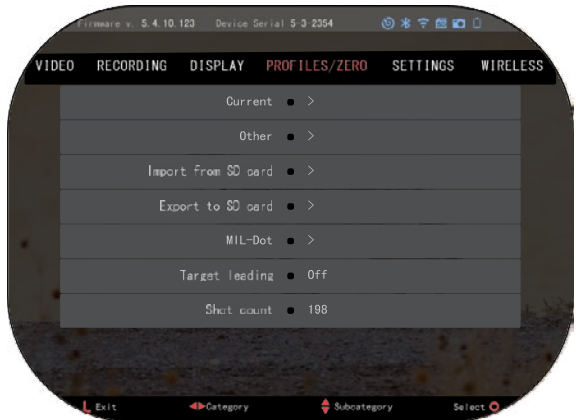 Firmware v. 5.4.10.123 Device Serial 5-3-2354
VIDEO RECORDING DISPLAY PROFILES/ZERO SETTINGS WIRELESS
Current >
Other >
Import from SD card >
Export to SD card >
MIL-Dot >
Target leading Off
Shot count 198
Exit Category Subcategory Select